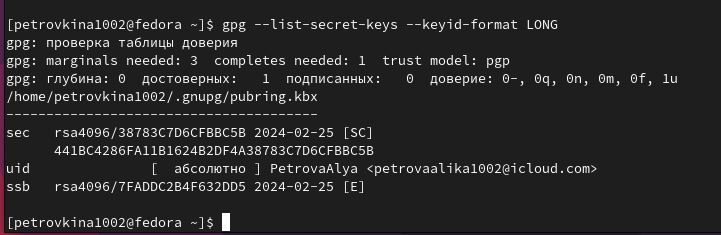 [petrovkina1002@fedora ~]$ gpg --list-secret-keys --keyid-format LONG
gpg: проверка таблицы доверия
gpg: marginals needed: 3  completes needed: 1  trust model: pgp
gpg: глубина: 0  достоверных:   1  подписанных:   0  доверие: 0-, 0q, 0n, 0m, 0f, 1u
/home/petrovkina1002/.gnupg/pubring.kbx
---------------------------------------
sec   rsa4096/38783C7D6CFBBC5B 2024-02-25 [SC]
      441BC4286FA11B1624B2DF4A38783C7D6CFBBC5B
uid            [  абсолютно ] PetrovaAlya <petrovaalika1002@icloud.com>
ssb   rsa4096/7FADDC2B4F632DD5 2024-02-25 [E]
[petrovkina1002@fedora ~]$